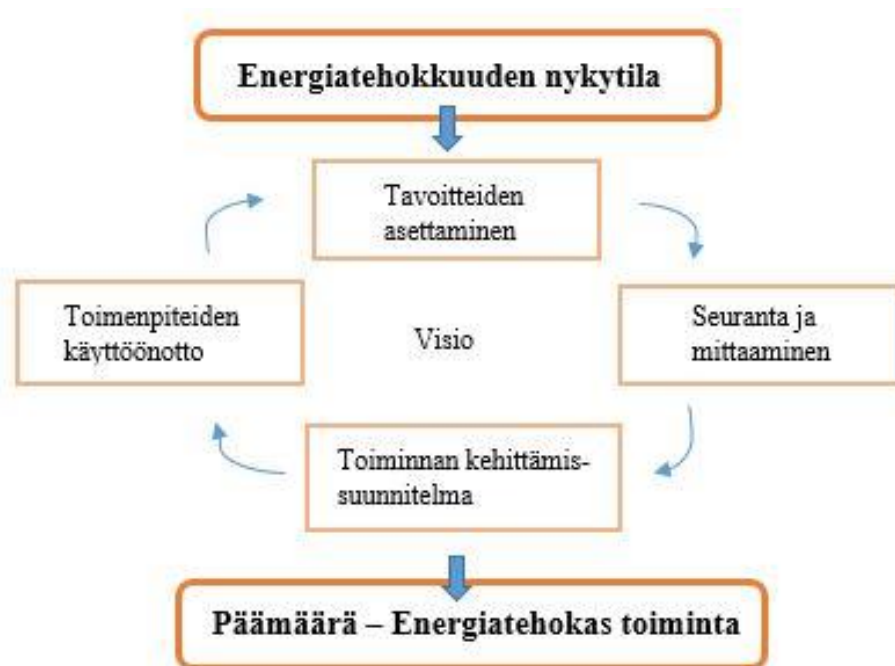 Energiatehokkuuden nykytila
Tavoitteiden
asettaminen
Toimenpiteiden
käyttöönotto
Visio
Seuranta ja
mittaaminen
Toiminnan kehittämis-
suunnitelma
Päämäärä – Energiatehokas toiminta